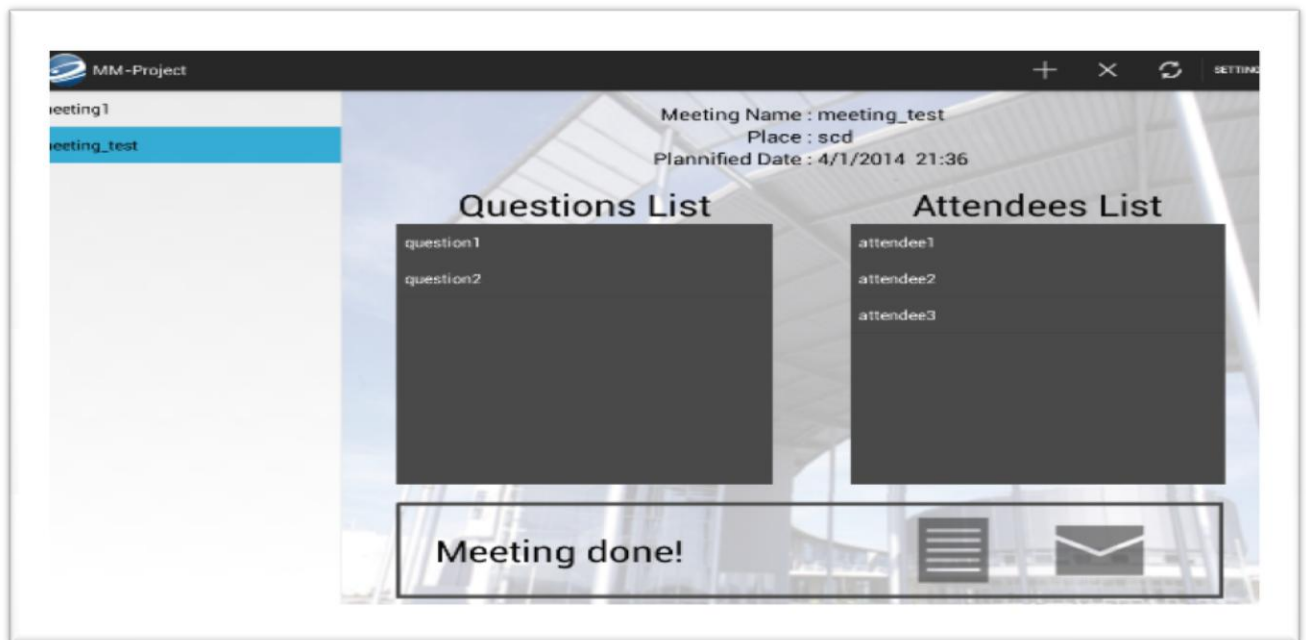 MM-Project
SETTING
eeting1
eeting_test
Meeting Name : meeting_test
Place : scd
Plannified Date : 4/1/2014 21:36
Questions List
Attendees List
question1
question2
attendee1
attendee2
attendee3
Meeting done!